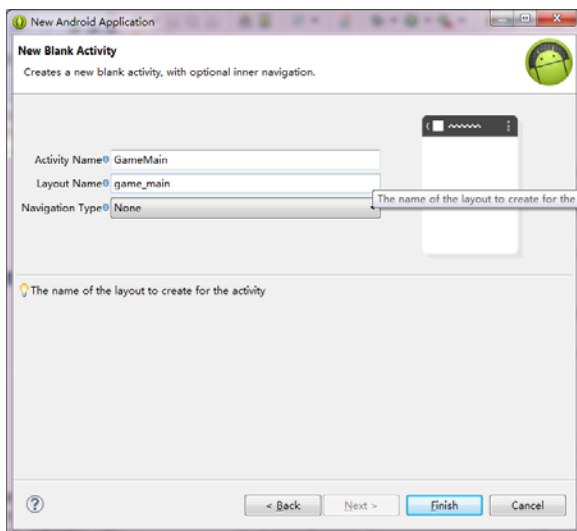 New Android Application
New Blank Activity
Creates a new blank activity, with optional inner navigation.
Activity Name GameMain
Layout Name game_main
The name of the layout to create for the
Navigation Type None
The name of the layout to create for the activity
< Back Next > Finish Cancel